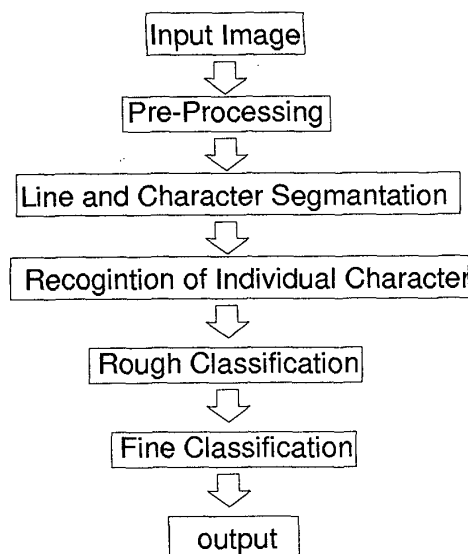 Input Image
Pre-Processing
Line and Character Segmantation
Recogintion of Individual Character
Rough Classification
Fine Classification
output